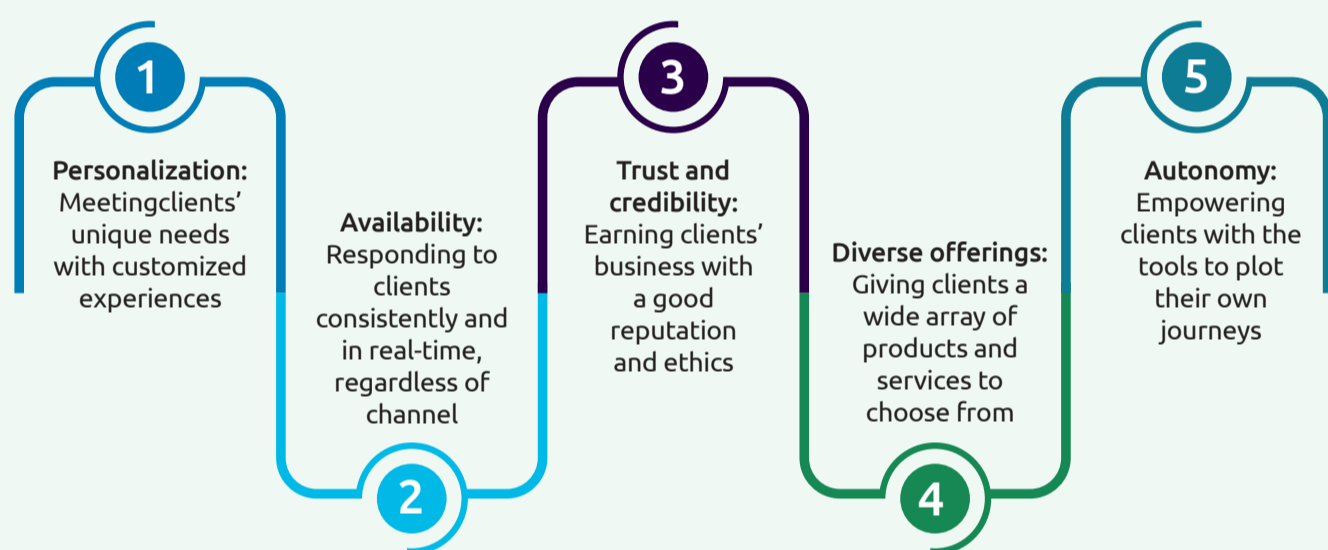 1
Personalization:
Meetingclients’
unique needs
with customized
experiences
2
Availability:
Responding to
clients
consistently and
in real-time,
regardless of
channel
3
Trust and
credibility:
Earning clients’
business with
a good
reputation
and ethics
4
Diverse offerings:
Giving clients a
wide array of
products and
services to
choose from
5
Autonomy:
Empowering
clients with the
tools to plot
their own
journeys